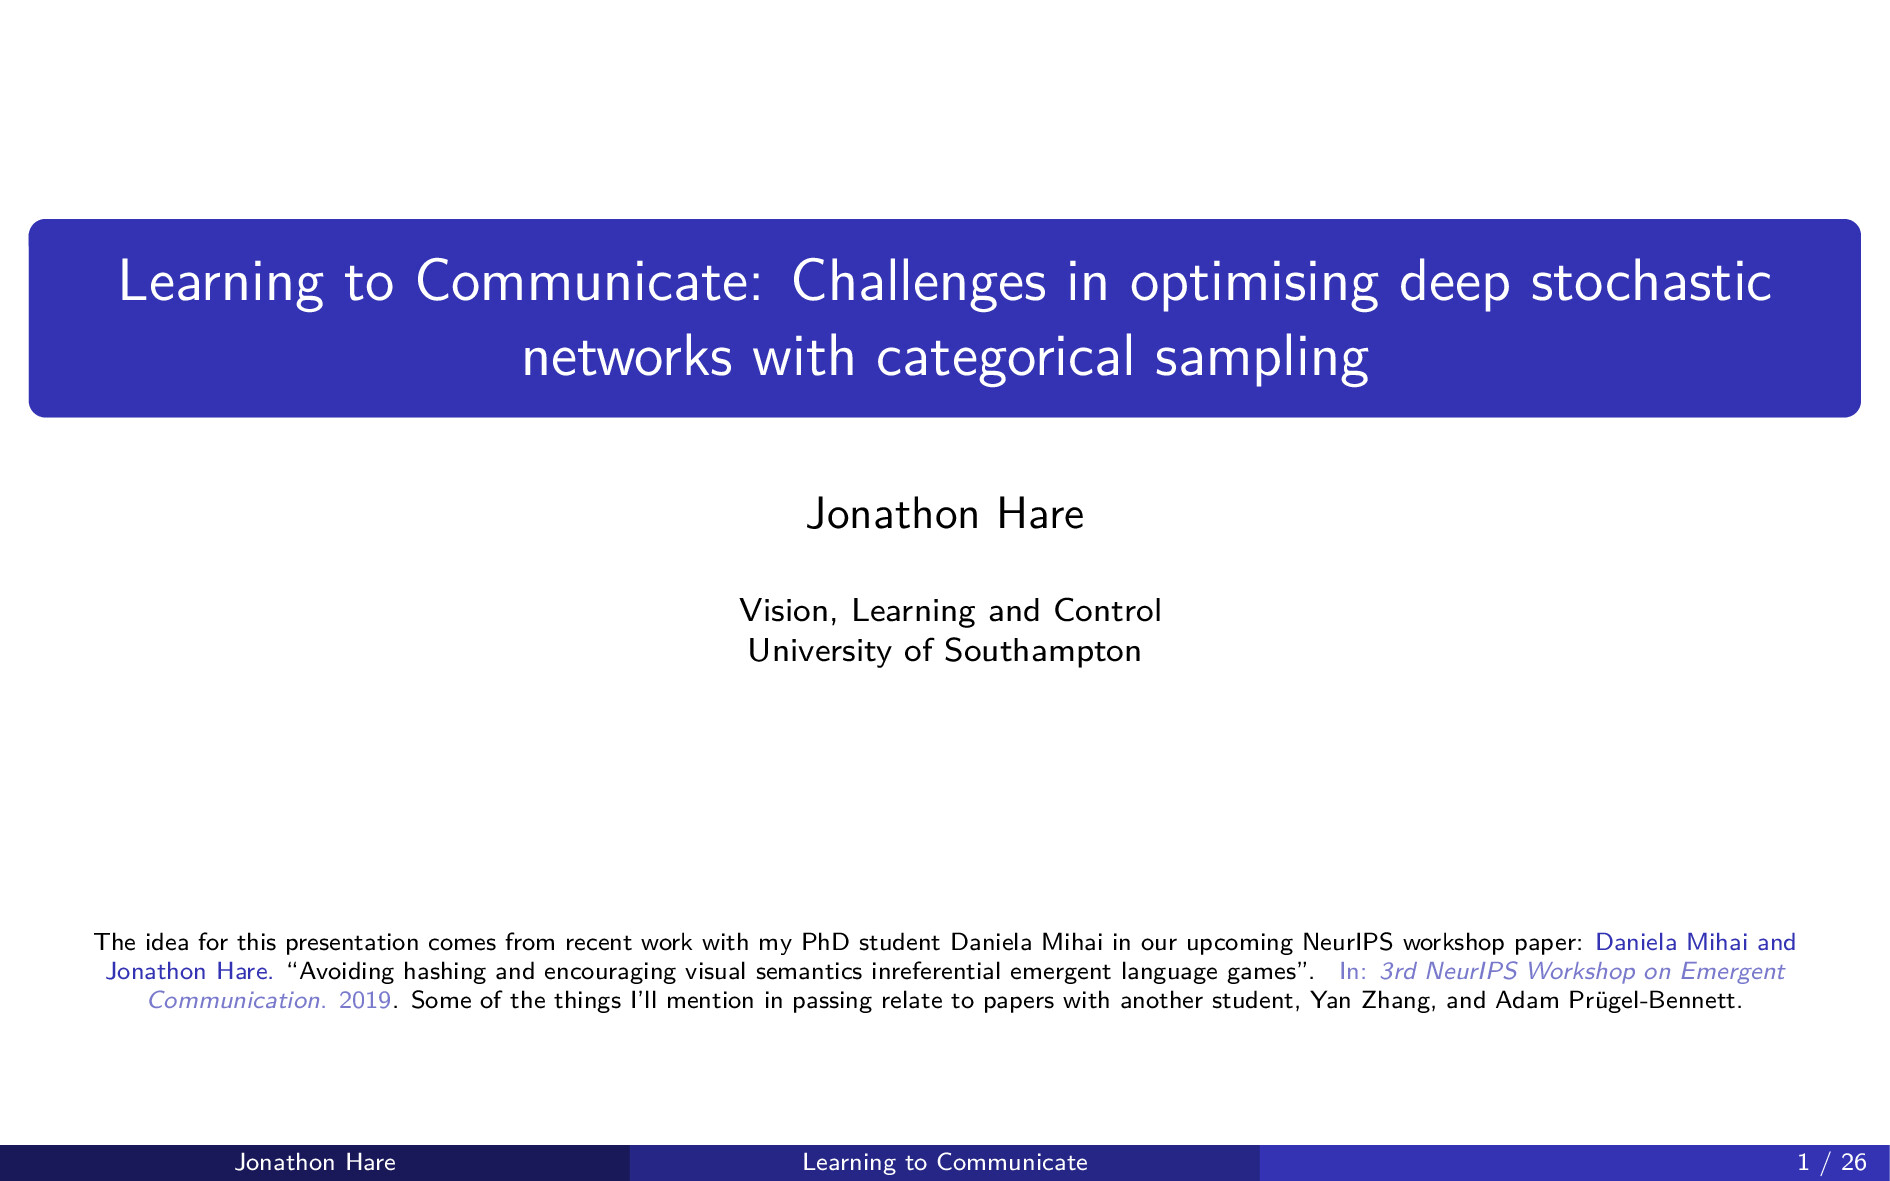 Learning to Communicate: Challenges in optimising deep stochastic
networks with categorical sampling
Jonathon Hare
Vision, Learning and Control
University of Southampton
The idea for this presentation comes from recent work with my PhD student Daniela Mihai in our upcoming NeurIPS workshop paper: Daniela Mihai and
Jonathon Hare. “Avoiding hashing and encouraging visual semantics inreferential emergent language games”. In: 3rd NeurIPS Workshop on Emergent
Communication. 2019. Some of the things I'll mention in passing relate to papers with another student, Yan Zhang, and Adam Prügel-Bennett.
Jonathon Hare
Learning to Communicate
1 / 26